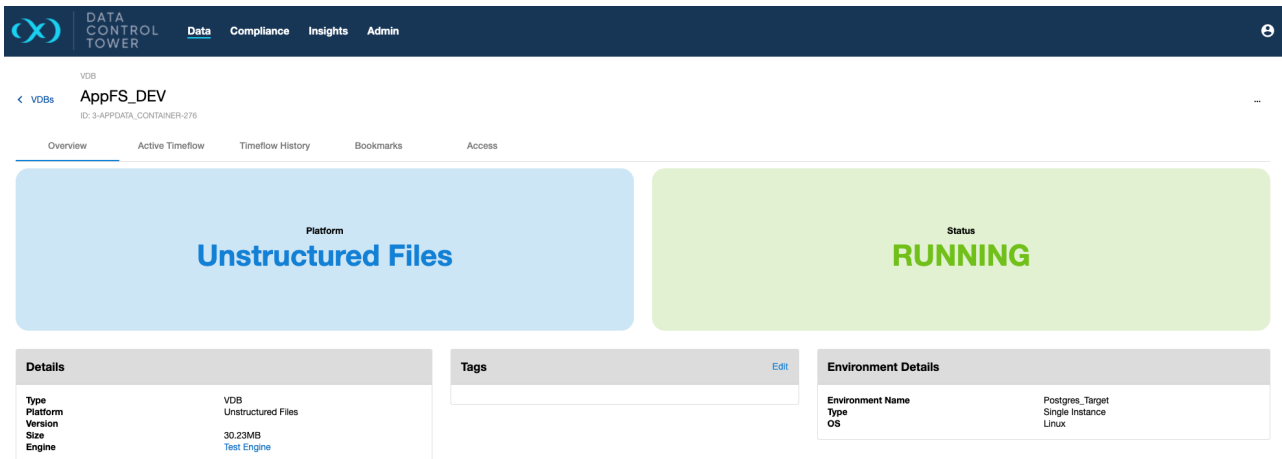 DATA
CONTROL
TOWER
Data Compliance Insights Admin
VDB
VDBs
AppFS_DEV
...
ID: 3-APPDATA_CONTAINER-276
Overview Active Timeflow Timeflow History Bookmarks Access
Platform
Unstructured Files
Status
RUNNING
Details
Type VDB
Platform Unstructured Files
Version
Size 30.23MB
Engine Test Engine
Tags Edit
Environment Details
Environment Name Postgres_Target
Type Single Instance
OS Linux